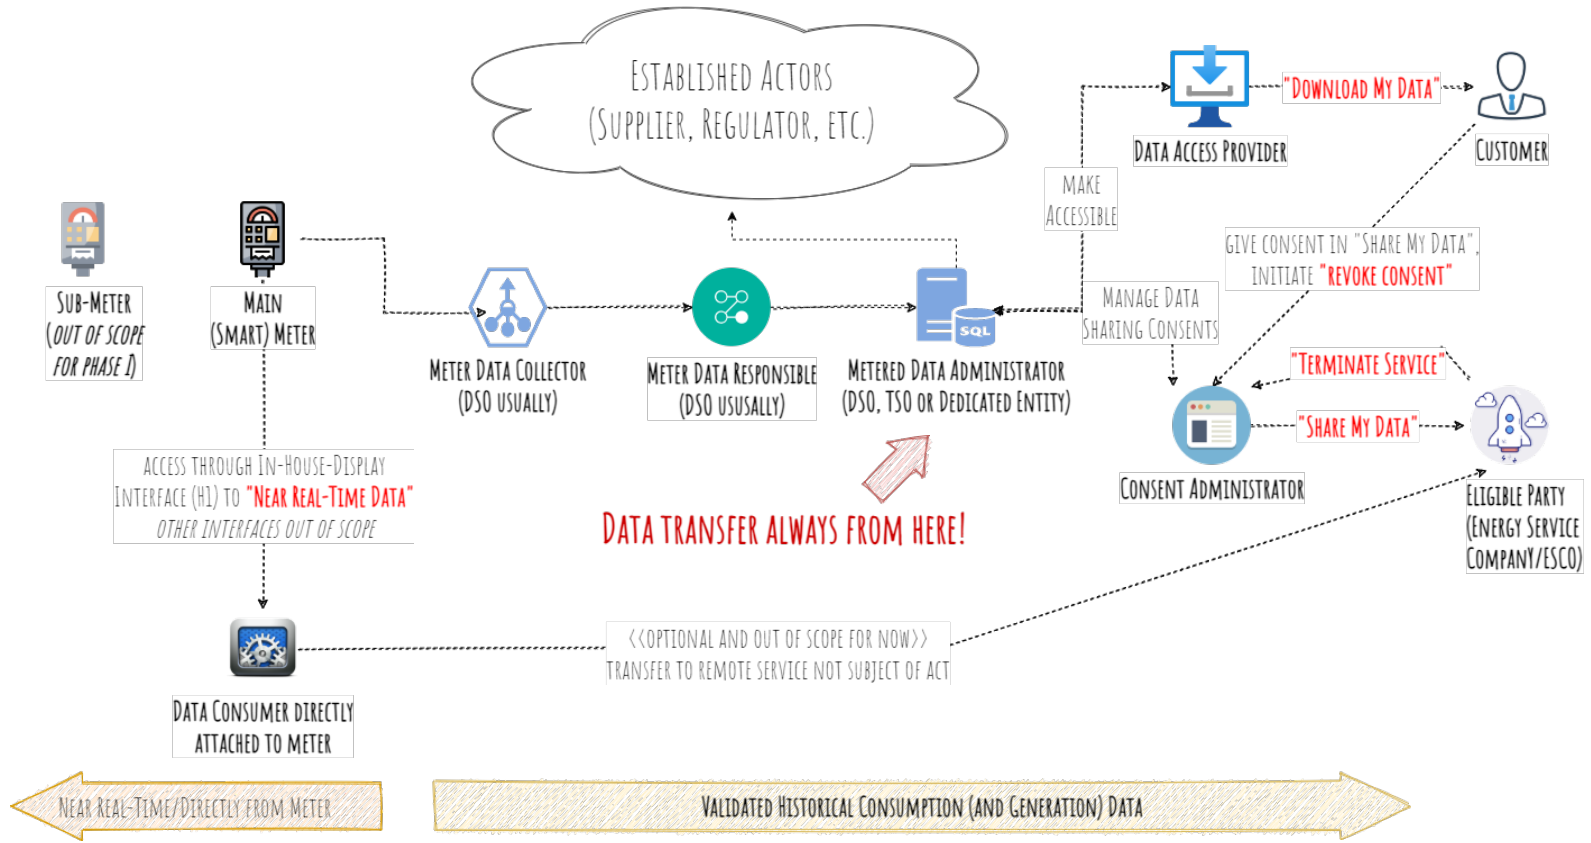 Established Actors
(Supplier, Regulator, etc.)
"Download My Data"
Data Access Provider
Customer
make
Accessible
give consent in "Share My Data",
initiate "revoke consent"
Sub-Meter
(out of scope
for phase I)
Main
(Smart) Meter
Manage Data
Sharing Consents
SQL
Meter Data Collector
(DSO usually)
Meter Data Responsible
(DSO ususally)
Metered Data Administrator
(DSO, TSO or Dedicated Entity)
"Terminate Service"
"Share My Data"
Consent Administrator
Eligible Party
(Energy Service
CompanY/ESCO)
access through In-House-Display
Interface (H1) to "Near Real-Time Data"
other interfaces out of scope
Data transfer always from here!
<<optional and out of scope for now>>
transfer to remote service not subject of act
Data Consumer directly
attached to meter
Near Real-Time/Directly from Meter
Validated Historical Consumption (and Generation) Data